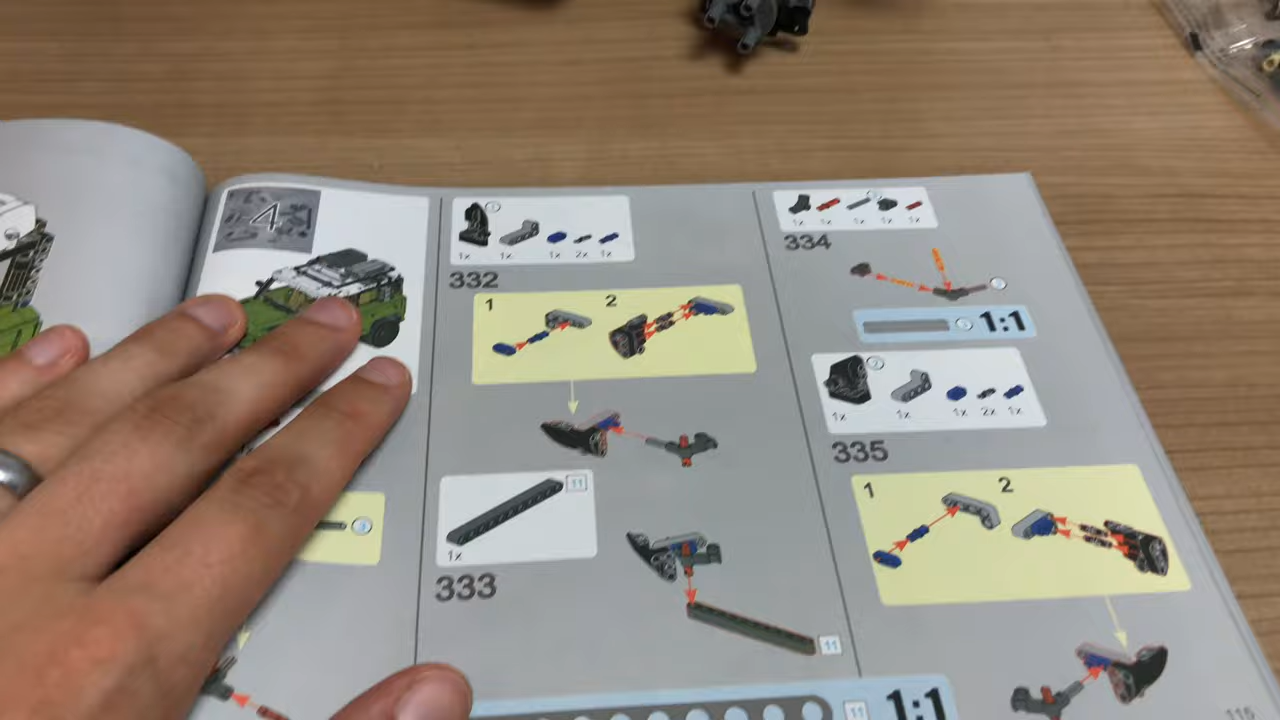 4
332
1x 1x 1x 2x 1x
1 2
11
1x
333
11
11 1:1
1x 1x 1x 1x 1x
334
1:1
1x 1x 1x 2x 1x
335
1 2